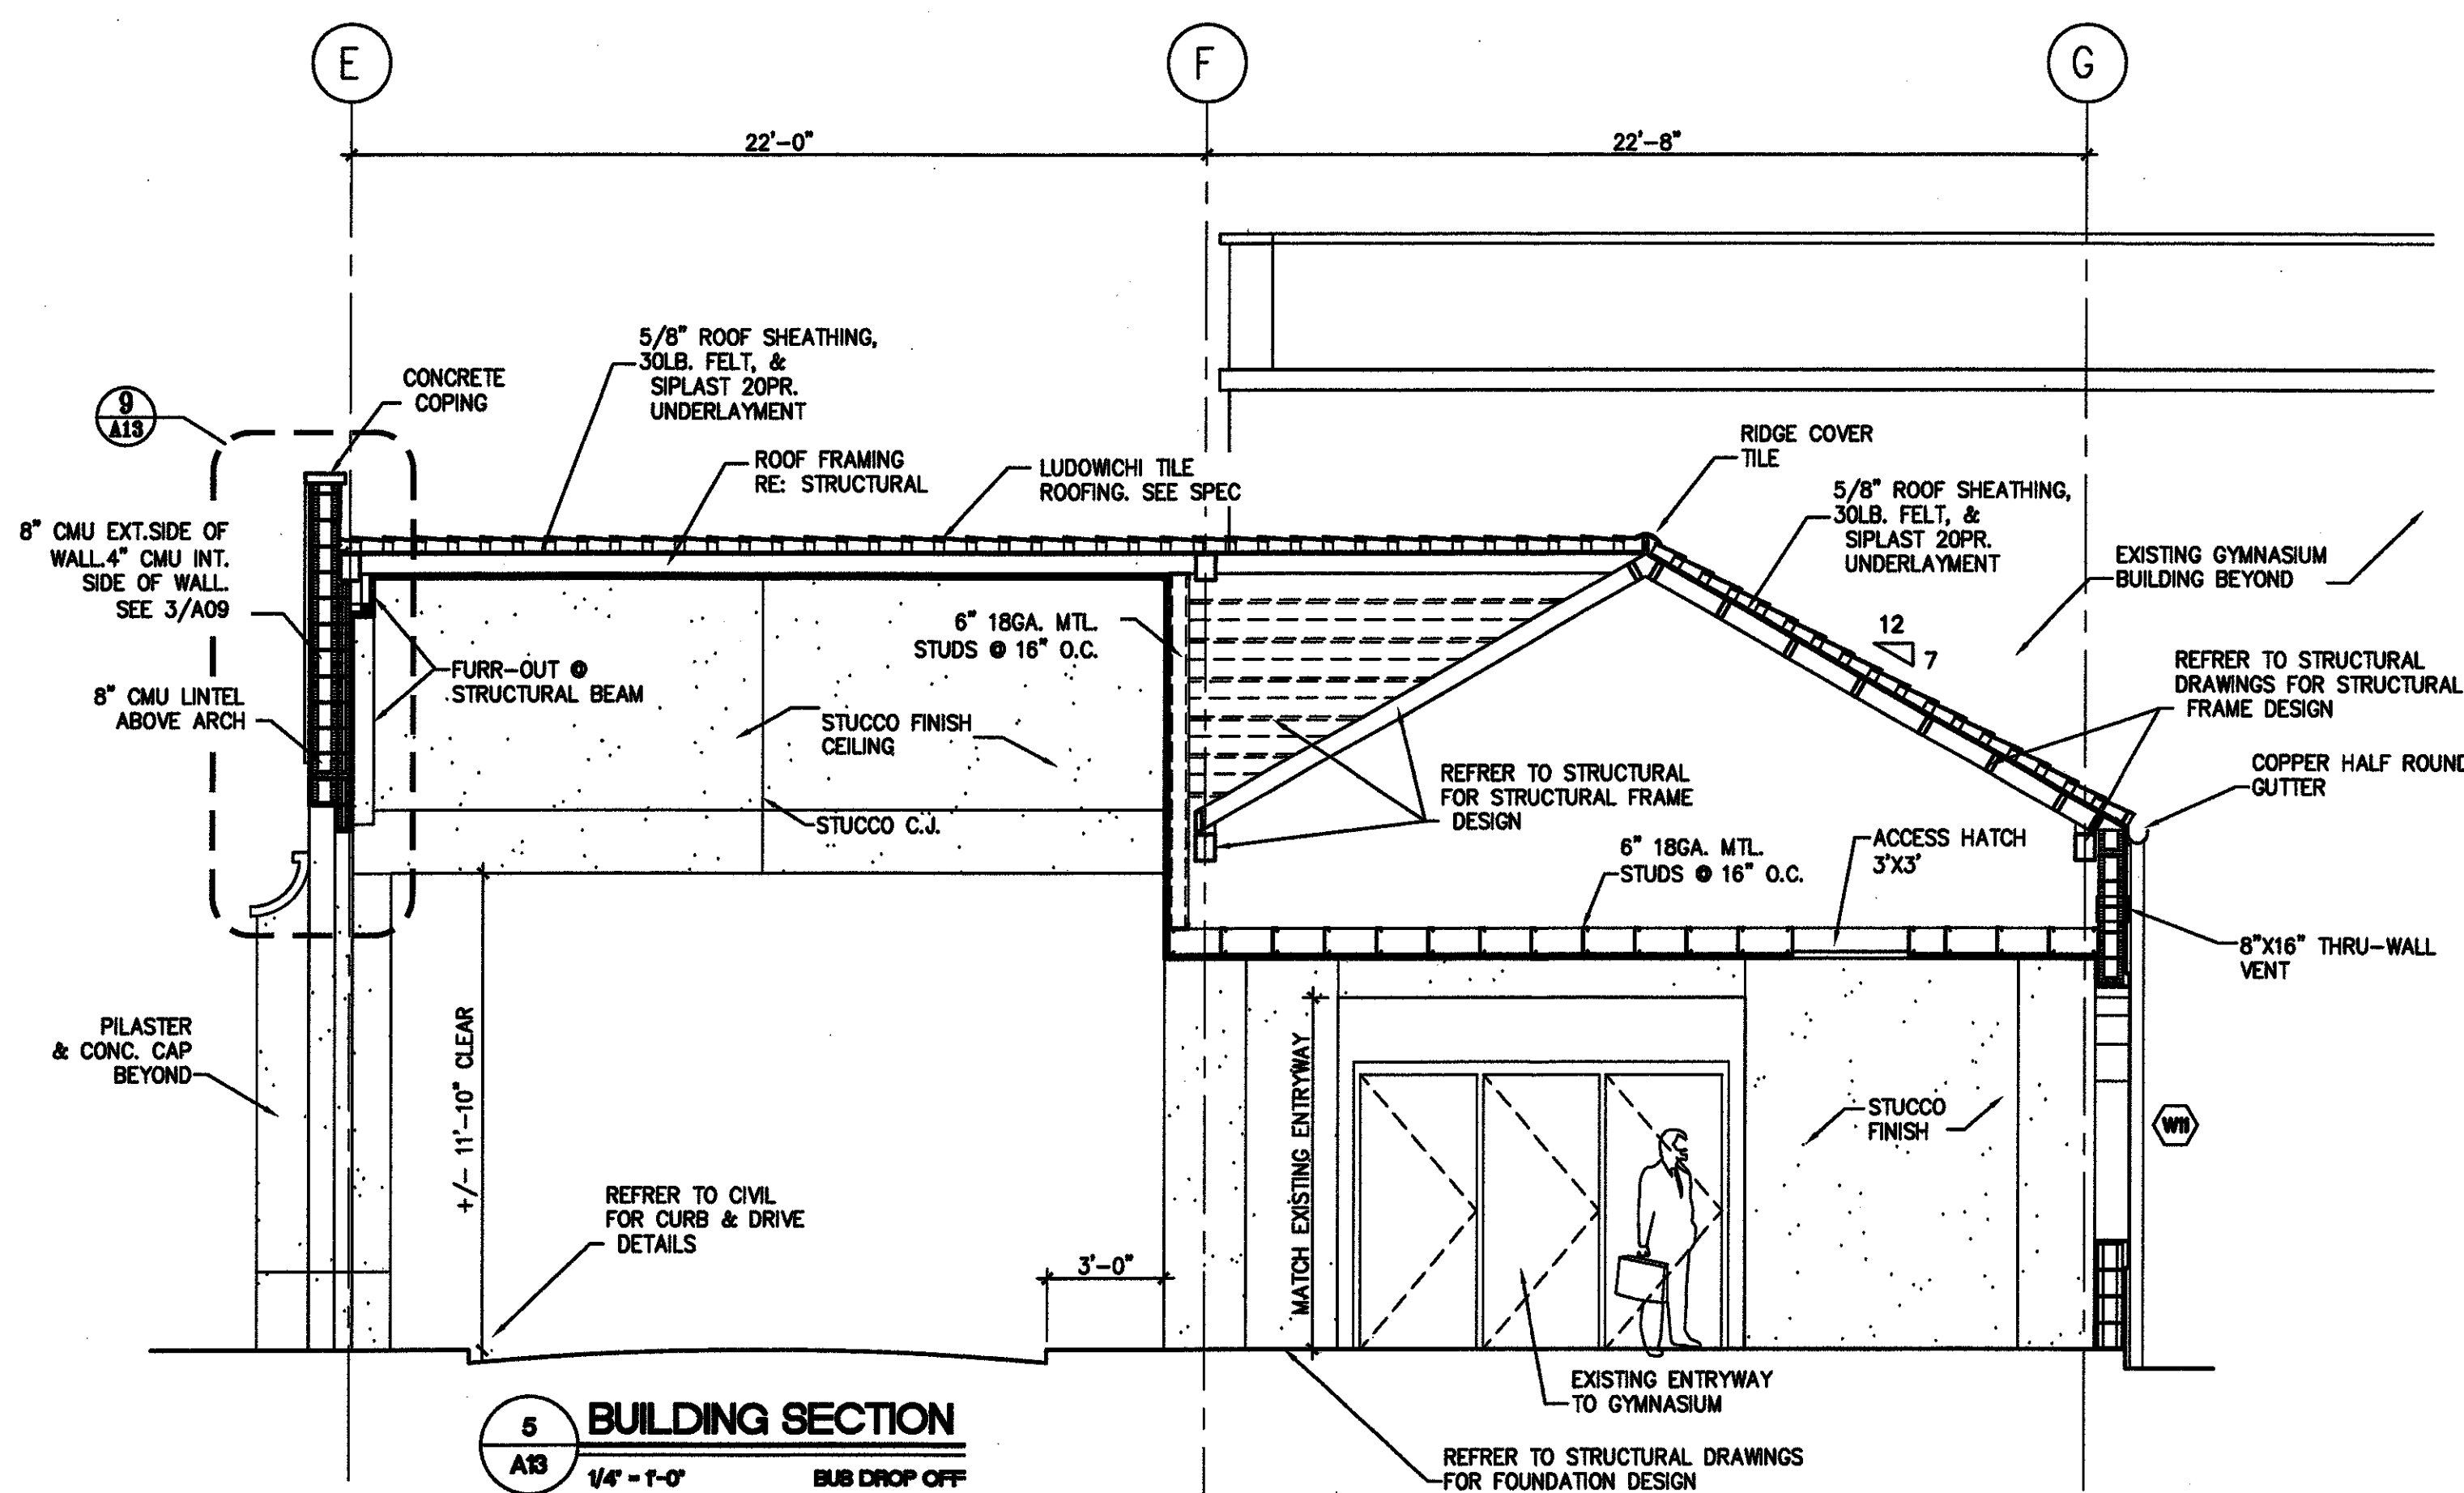 E
F
G
22'-0"
22'-8"
5/8" ROOF SHEATHING,
30LB. FELT, &
SIPLAST 20PR.
UNDERLAYMENT
CONCRETE
COPING
9
A13
ROOF FRAMING
RE: STRUCTURAL
LUDOWICHI TILE
ROOFING. SEE SPEC
RIDGE COVER
TILE
5/8" ROOF SHEATHING,
30LB. FELT, &
SIPLAST 20PR.
UNDERLAYMENT
EXISTING GYMNASIUM
BUILDING BEYOND
8" CMU EXT.SIDE OF
WALL.4" CMU INT.
SIDE OF WALL.
SEE 3/A09
6" 18GA. MTL.
STUDS @ 16" O.C.
12
7
FURR-OUT @
STRUCTURAL BEAM
REFRER TO STRUCTURAL
DRAWINGS FOR STRUCTURAL
FRAME DESIGN
8" CMU LINTEL
ABOVE ARCH
STUCCO FINISH
CEILING
REFRER TO STRUCTURAL
FOR STRUCTURAL FRAME
DESIGN
COPPER HALF ROUND
GUTTER
STUCCO C.J.
6" 18GA. MTL.
STUDS @ 16" O.C.
ACCESS HATCH
3'X3'
8"X16" THRU-WALL
VENT
PILASTER
& CONC. CAP
BEYOND
+/- 11'-10" CLEAR
MATCH EXISTING ENTRYWAY
STUCCO
FINISH
W11
REFRER TO CIVIL
FOR CURB & DRIVE
DETAILS
3'-0"
EXISTING ENTRYWAY
TO GYMNASIUM
REFRER TO STRUCTURAL DRAWINGS
FOR FOUNDATION DESIGN
5
A13
BUILDING SECTION
1/4" = 1'-0"
BUS DROP OFF